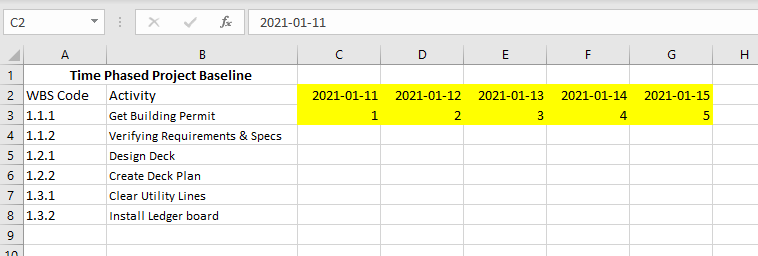 C2 fx 2021-01-11
A B C D E F G H
1 Time Phased Project Baseline
2 WBS Code Activity 2021-01-11 2021-01-12 2021-01-13 2021-01-14 2021-01-15
3 1.1.1 Get Building Permit 1 2 3 4 5
4 1.1.2 Verifying Requirements & Specs
5 1.2.1 Design Deck
6 1.2.2 Create Deck Plan
7 1.3.1 Clear Utility Lines
8 1.3.2 Install Ledger board
9
10